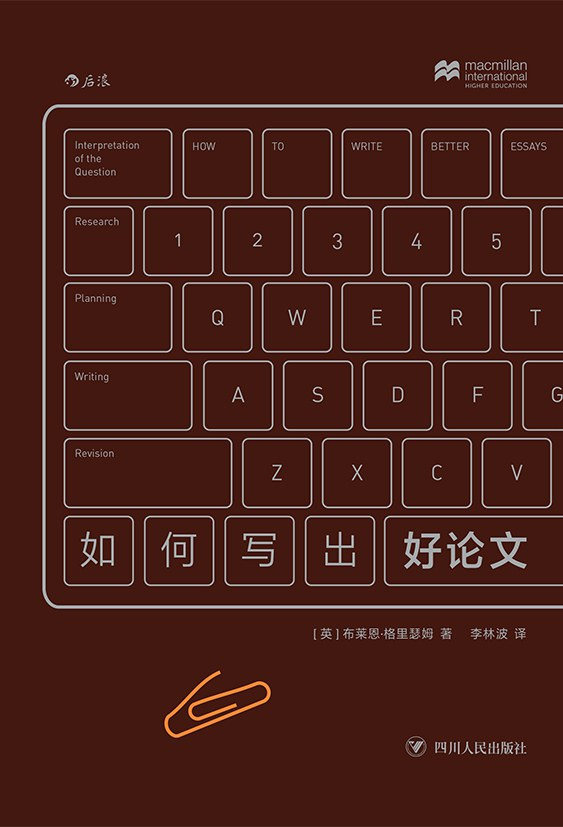 后浪
macmillan
international
HIGHER EDUCATION
Interpretation
of the
Question
HOW
TO
WRITE
BETTER
ESSAYS
Research
1
2
3
4
5
Planning
Q
W
E
R
T
Writing
A
S
D
F
G
Revision
Z
X
C
V
如
何
写
出
好论文
[英]布莱恩·格里瑟姆 著 李林波 译
四川人民出版社